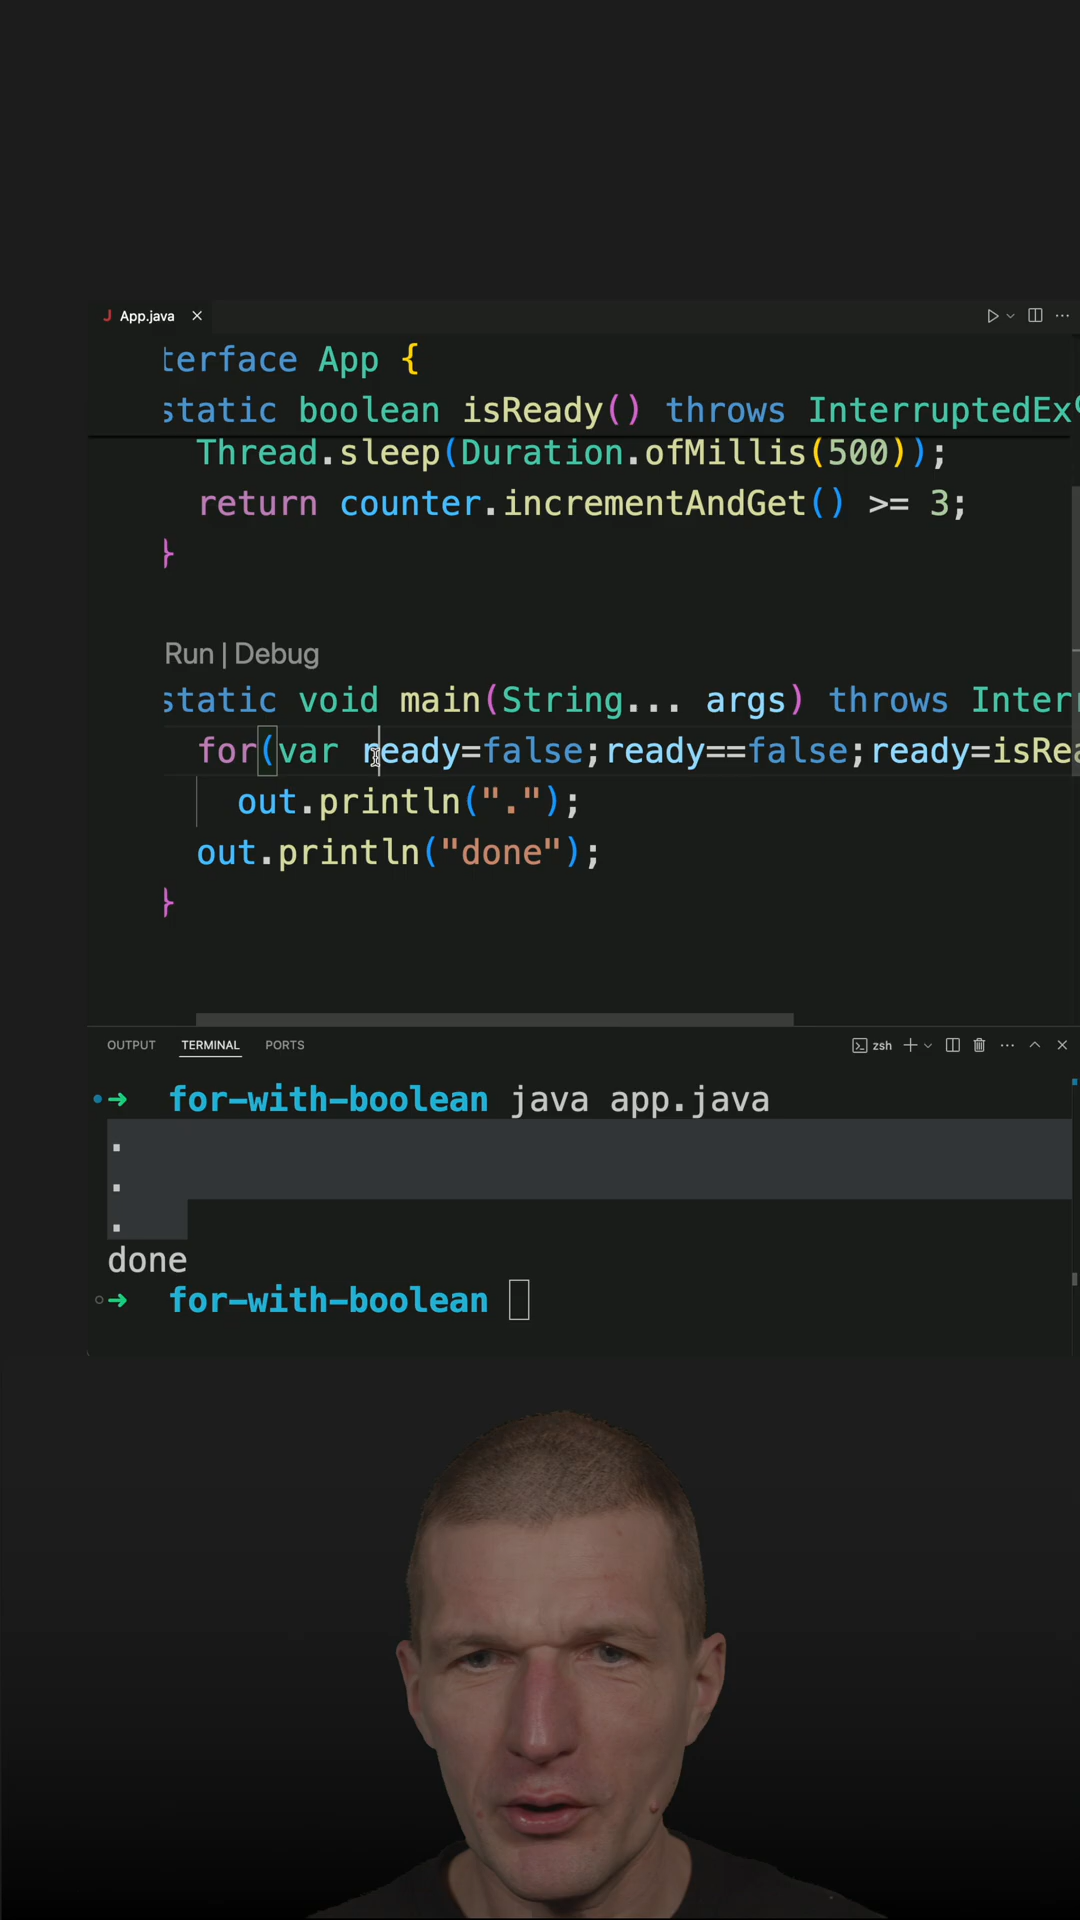 App.java
terface App {
static boolean isReady() throws InterruptedEx
Thread.sleep(Duration.ofMillis(500));
return counter.incrementAndGet() >= 3;
}
Run | Debug
static void main(String... args) throws Inter
for(var ready=false;ready==false;ready=isRea
out.println(".");
out.println("done");
}
OUTPUT TERMINAL PORTS zsh
for-with-boolean java app.java
.
.
.
done
for-with-boolean